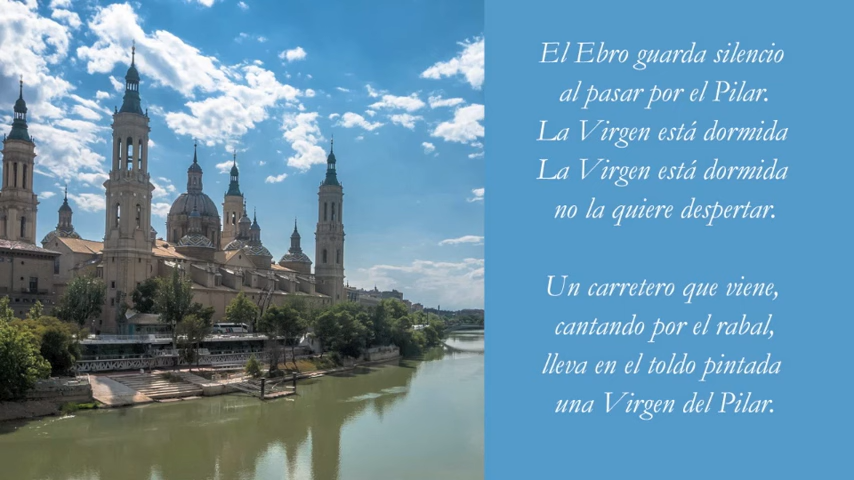 El Ebro guarda silencio
al pasar por el Pilar.
La Virgen está dormida
La Virgen está dormida
no la quiere despertar.
Un carretero que viene,
cantando por el rabal,
lleva en el toldo pintada
una Virgen del Pilar.